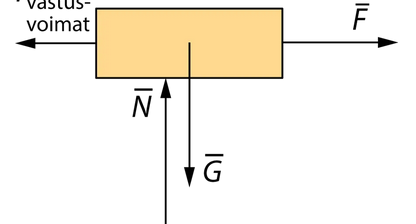 vastus-
voimat
F̅
N̅
G̅